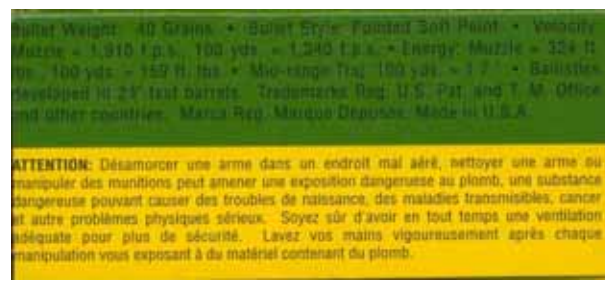 Bullet Weight: 40 Grains. • Bullet Style: Pointed Soft Point • Velocity:
Muzzle = 1,910 f.p.s., 100 yds. = 1,340 f.p.s. • Energy: Muzzle = 324 ft.
lbs., 100 yds. = 159 ft. lbs. • Mid-range Traj. 100 yds. = 1.7" • Ballistics
developed in 24" test barrels. Trademarks Reg. U.S. Pat. and T. M. Office
and other countries. Marca Reg. Marque Deposée. Made in U.S.A.
ATTENTION: Désamorcer une arme dans un endroit mal aéré, nettoyer une arme ou
manipuler des munitions peut amener une exposition dangeruese au plomb, une substance
dangereuse pouvant causer des troubles de naissance, des maladies transmisibles, cancer
et autre problèmes physiques sérieux. Soyez sûr d'avoir en tout temps une ventilation
adéquate pour plus de sécurité. Lavez vos mains vigoureusement après chaque
manipulation vous exposant à du matériel contenant du plomb.